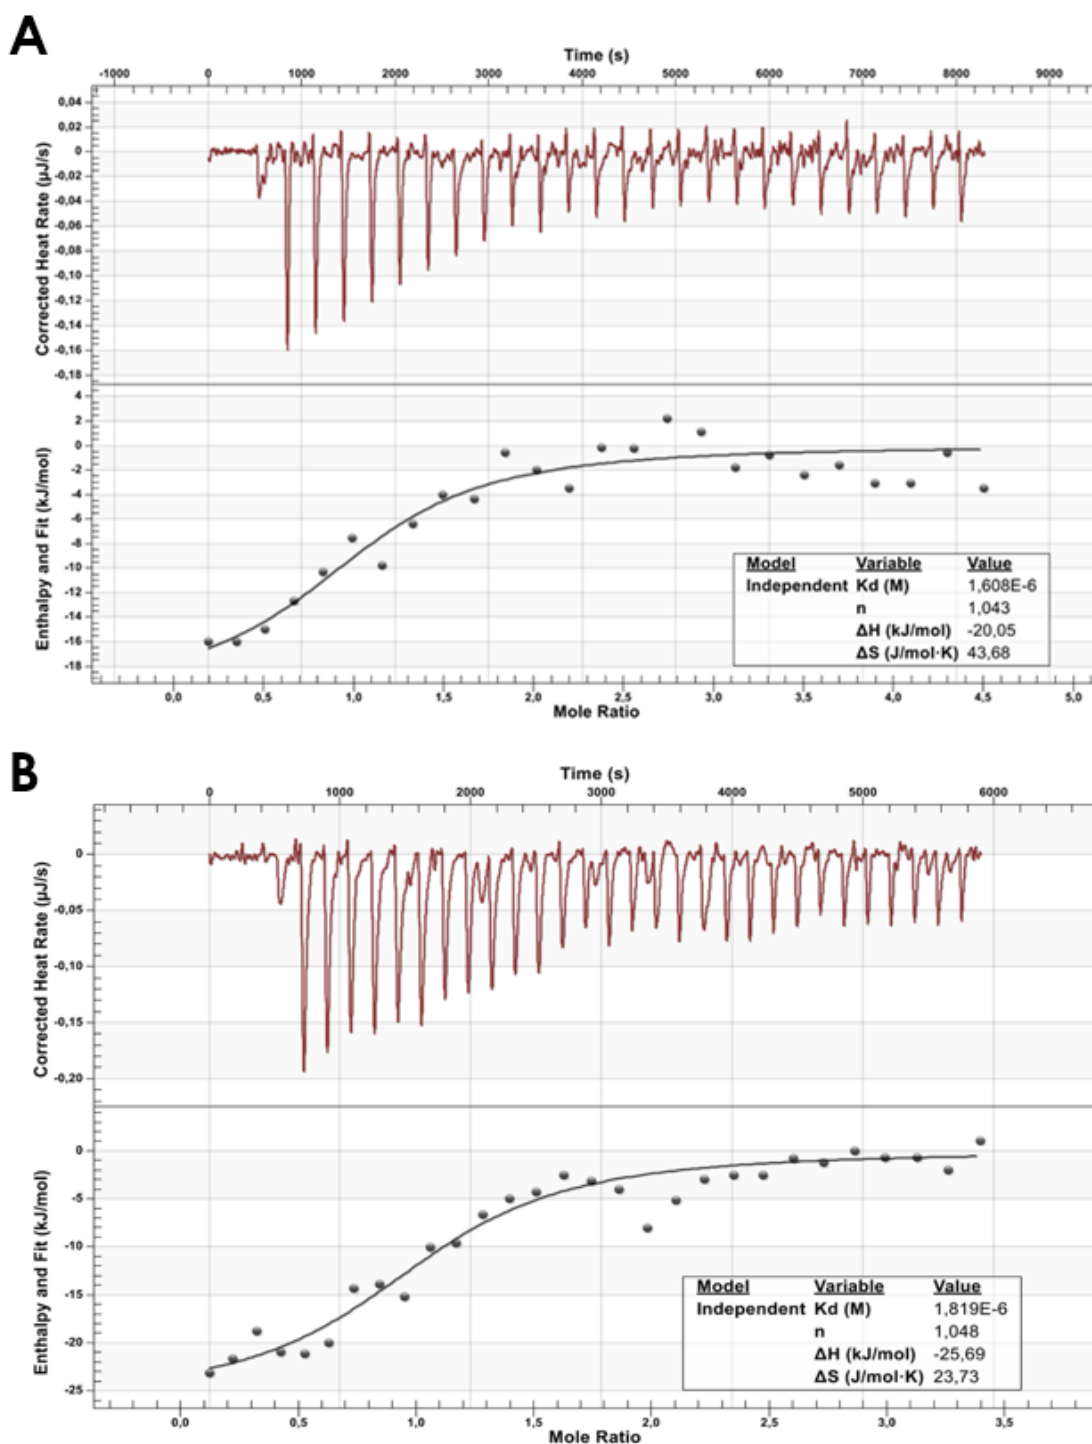 A
Time (s)
-1000 0 1000 2000 3000 4000 5000 6000 7000 8000 9000
Corrected Heat Rate (µJ/s)
0,04
0,02
0
-0,02
-0,04
-0,06
-0,08
-0,10
-0,12
-0,14
-0,16
-0,18
Enthalpy and Fit (kJ/mol)
4
2
0
-2
-4
-6
-8
-10
-12
-14
-16
-18
Model Variable Value
Independent Kd (M) 1,608E-6
n 1,043
ΔH (kJ/mol) -20,05
ΔS (J/mol·K) 43,68
0,0 0,5 1,0 1,5 2,0 2,5 3,0 3,5 4,0 4,5 5,0
Mole Ratio
B
Time (s)
0 1000 2000 3000 4000 5000 6000
Corrected Heat Rate (µJ/s)
0
-0,05
-0,10
-0,15
-0,20
Enthalpy and Fit (kJ/mol)
0
-5
-10
-15
-20
-25
Model Variable Value
Independent Kd (M) 1,819E-6
n 1,048
ΔH (kJ/mol) -25,69
ΔS (J/mol·K) 23,73
0,0 0,5 1,0 1,5 2,0 2,5 3,0 3,5
Mole Ratio